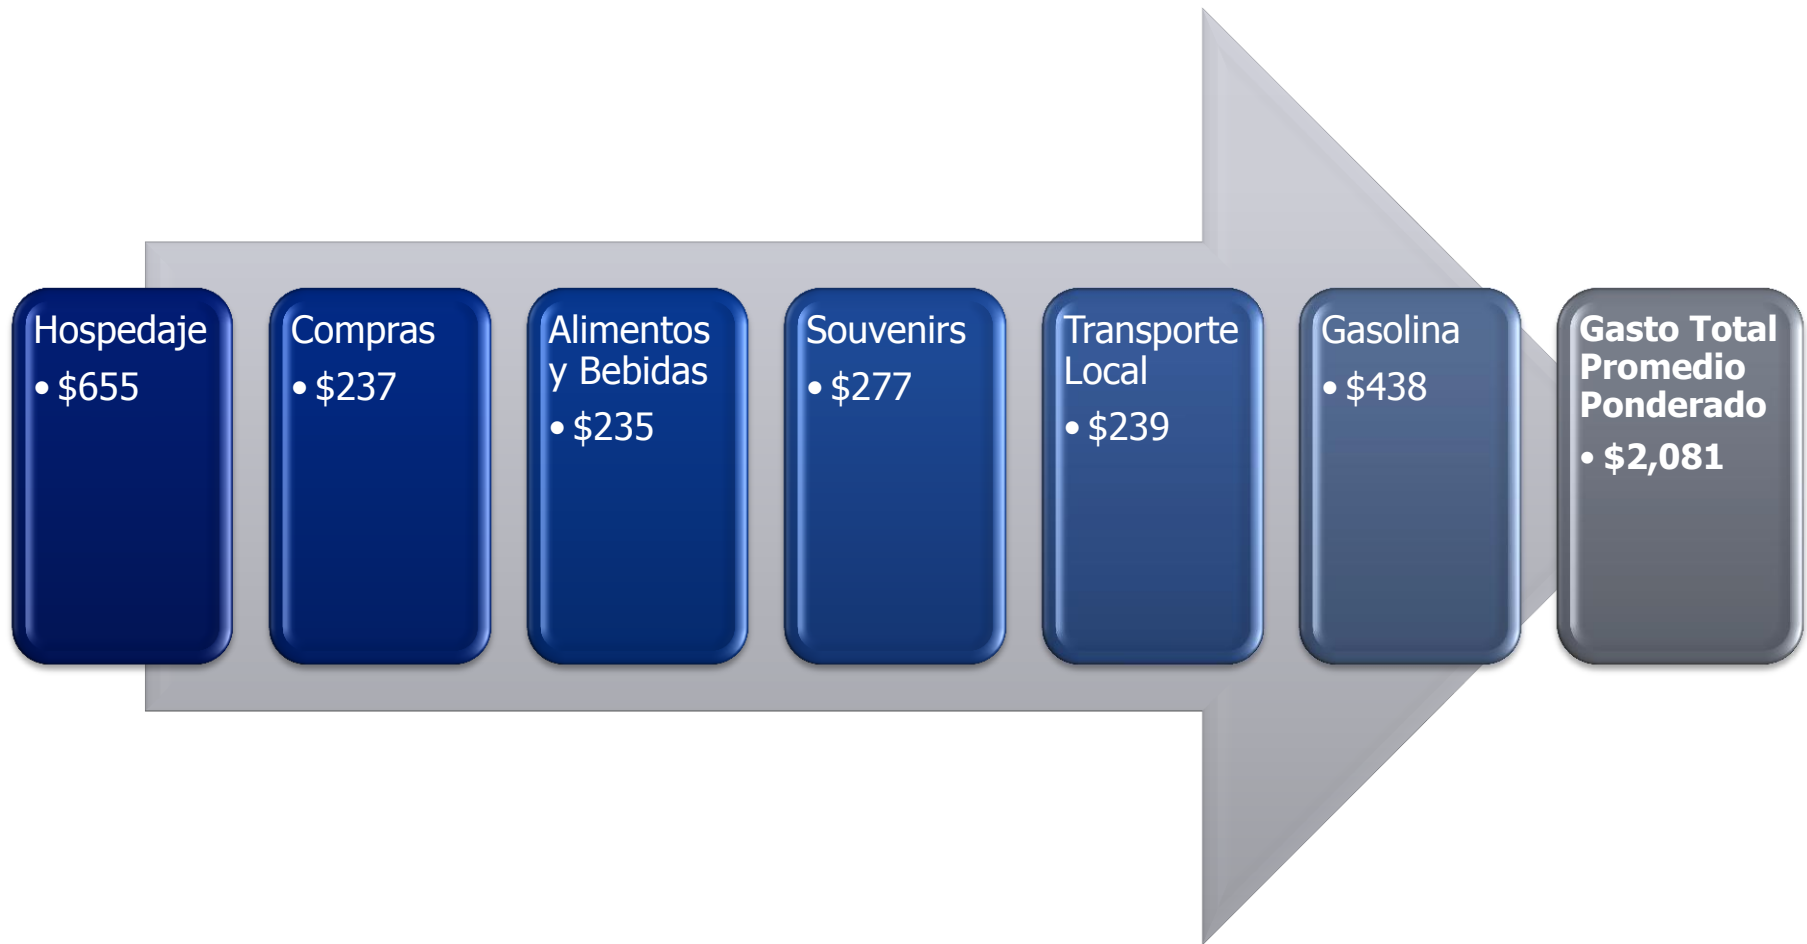 Hospedaje
• $655
Compras
• $237
Alimentos
y Bebidas
• $235
Souvenirs
• $277
Transporte
Local
• $239
Gasolina
• $438
Gasto Total
Promedio
Ponderado
• $2,081